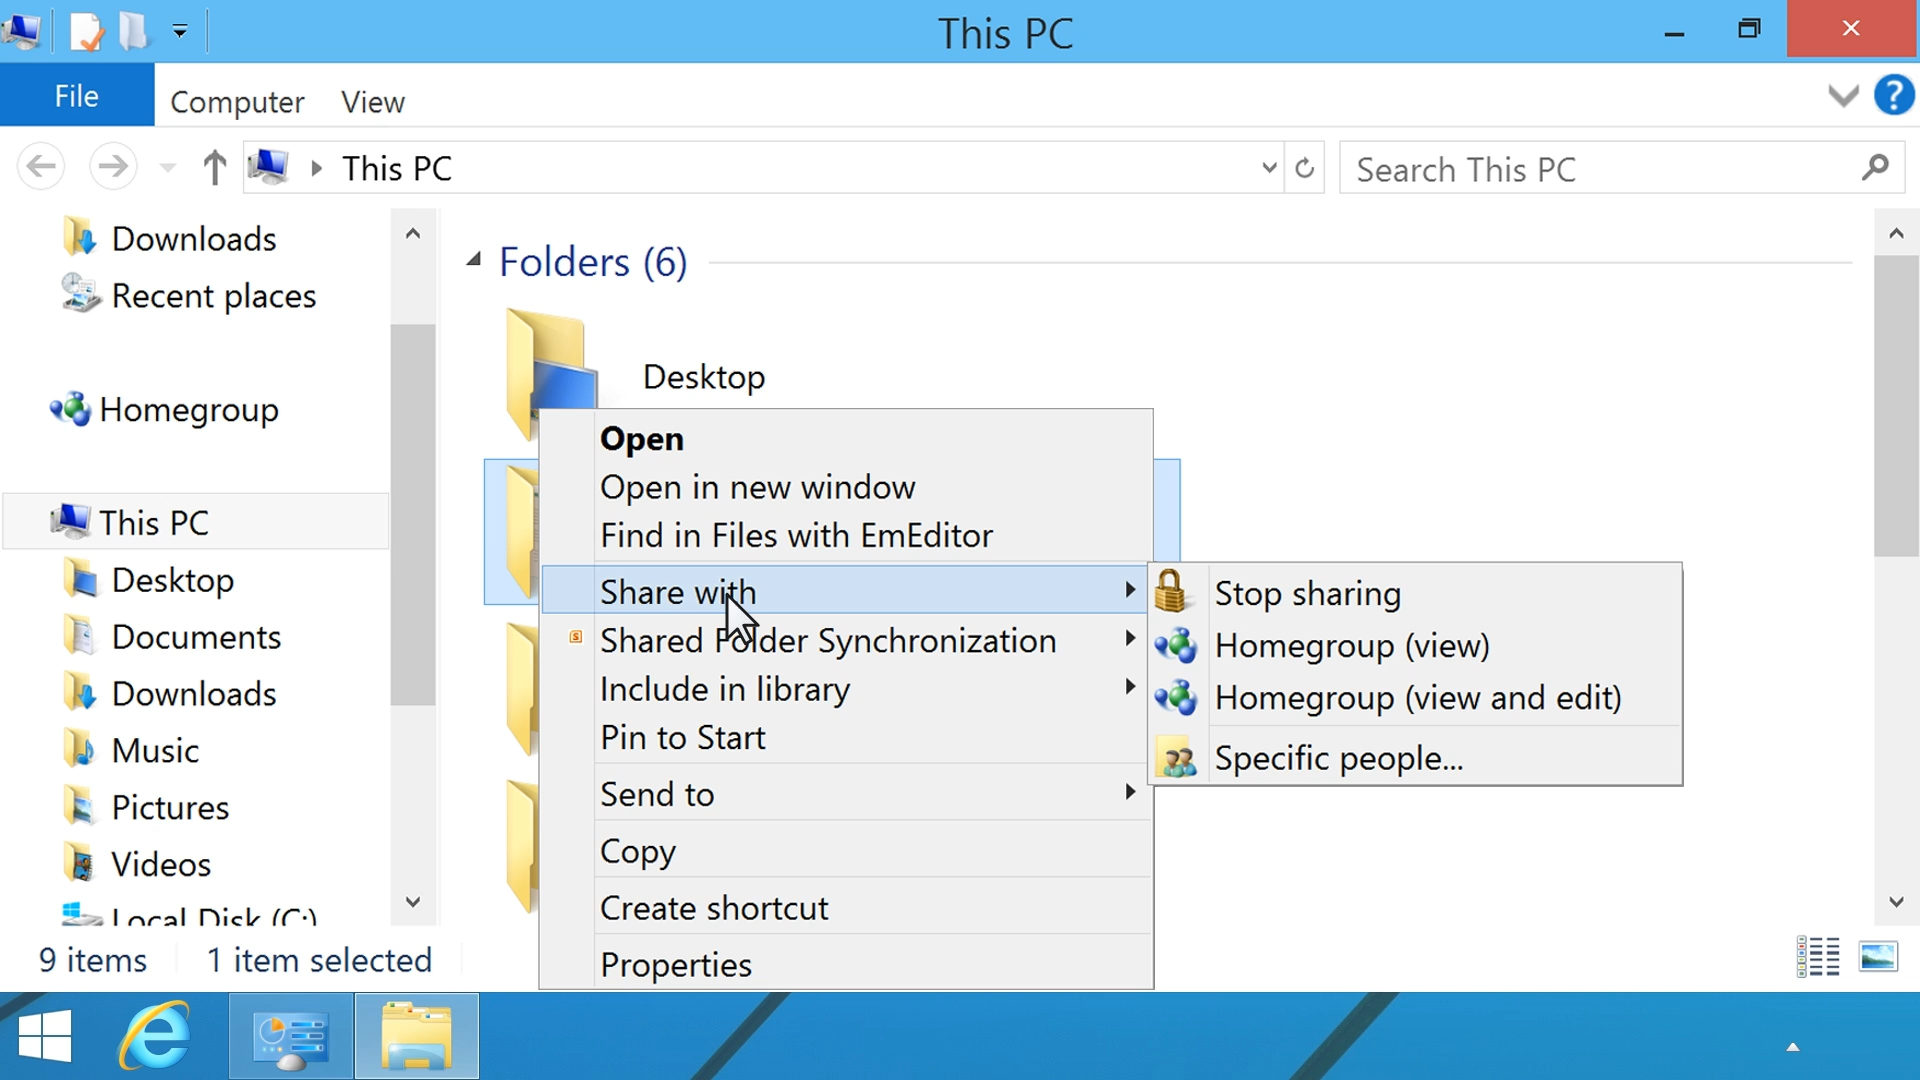 This PC
File
Computer
View
?
This PC
Search This PC
Downloads
Recent places
Homegroup
This PC
Desktop
Documents
Downloads
Music
Pictures
Videos
Local Disk (C:)
Folders (6)
Desktop
Open
Open in new window
Find in Files with EmEditor
Share with
S
Shared Folder Synchronization
Include in library
Pin to Start
Send to
Copy
Create shortcut
Properties
Stop sharing
Homegroup (view)
Homegroup (view and edit)
Specific people...
9 items
1 item selected